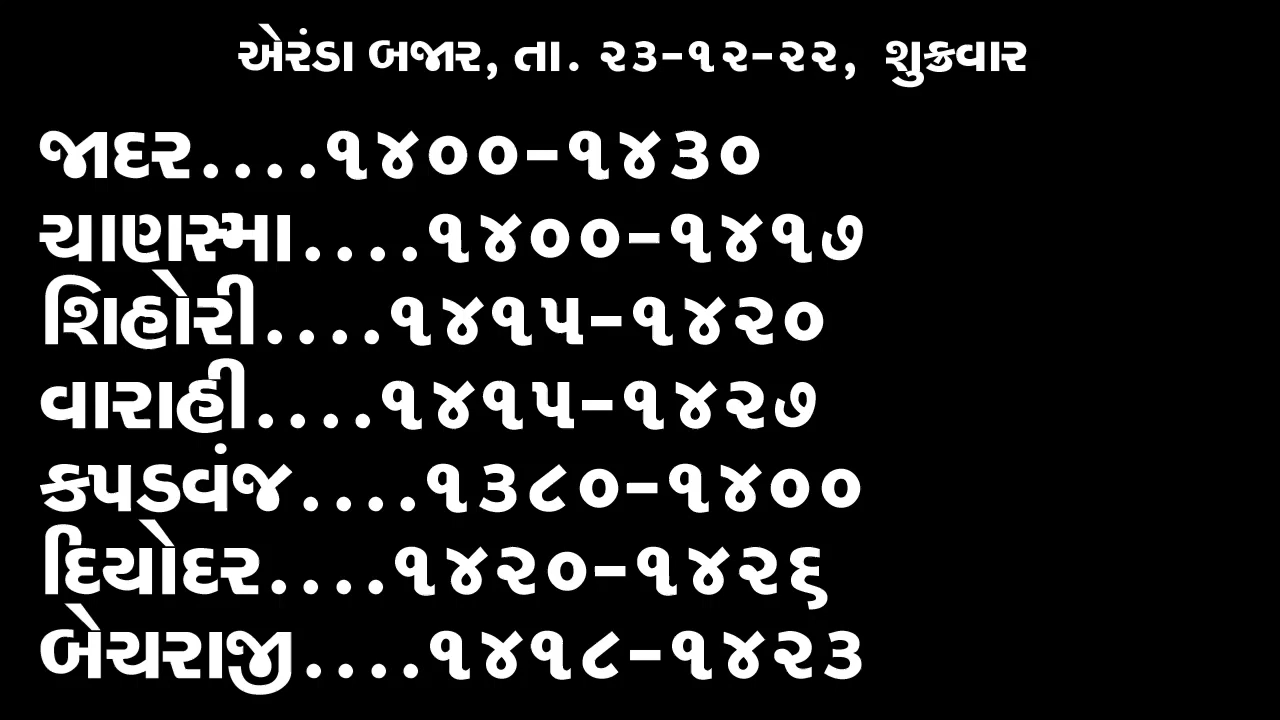 એરંડા બજાર, તા. ૨૩-૧૨-૨૨, શુક્રવાર
જાદર....૧૪૦૦-૧૪૩૦
ચાણસ્મા....૧૪૦૦-૧૪૧૭
શિહોરી....૧૪૧૫-૧૪૨૦
વારાહી....૧૪૧૫-૧૪૨૭
કપડવંજ....૧૩૮૦-૧૪૦૦
દિયોદર....૧૪૨૦-૧૪૨૬
બેચરાજી....૧૪૧૮-૧૪૨૩